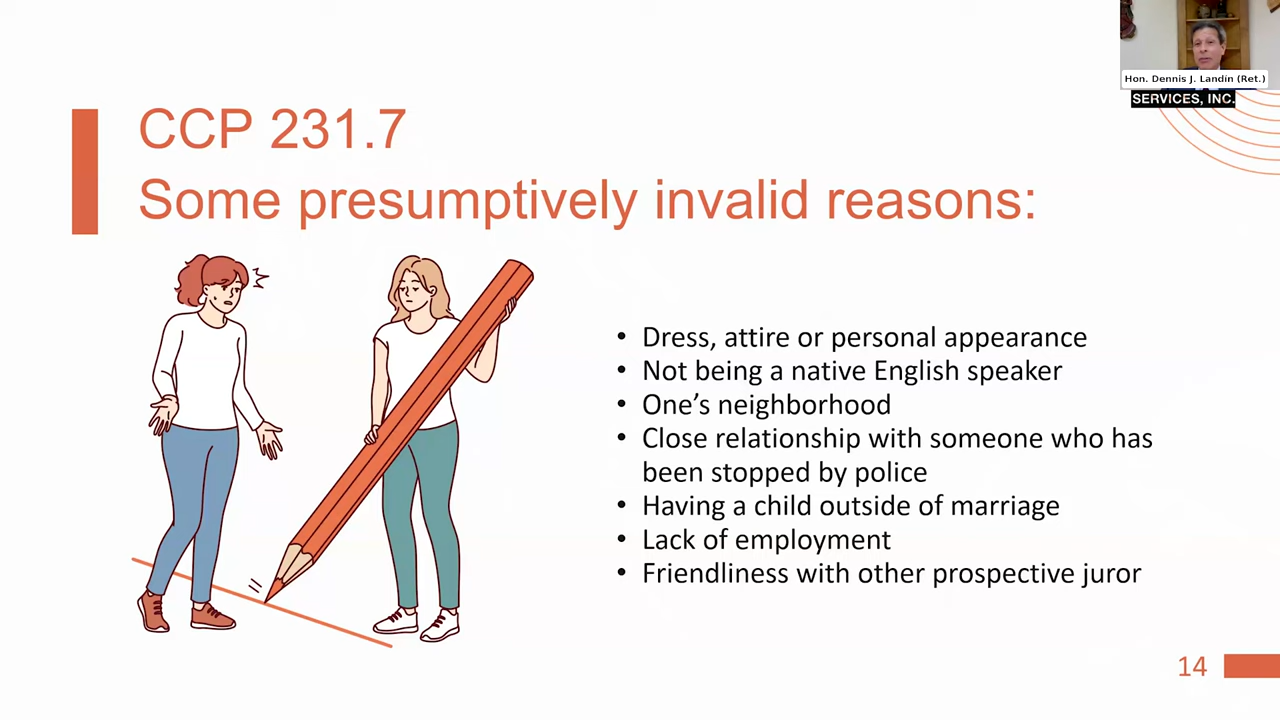 Hon. Dennis J. Landin (Ret.)
SERVICES, INC.
CCP 231.7
Some presumptively invalid reasons:
• Dress, attire or personal appearance
• Not being a native English speaker
• One’s neighborhood
• Close relationship with someone who has
been stopped by police
• Having a child outside of marriage
• Lack of employment
• Friendliness with other prospective juror
14